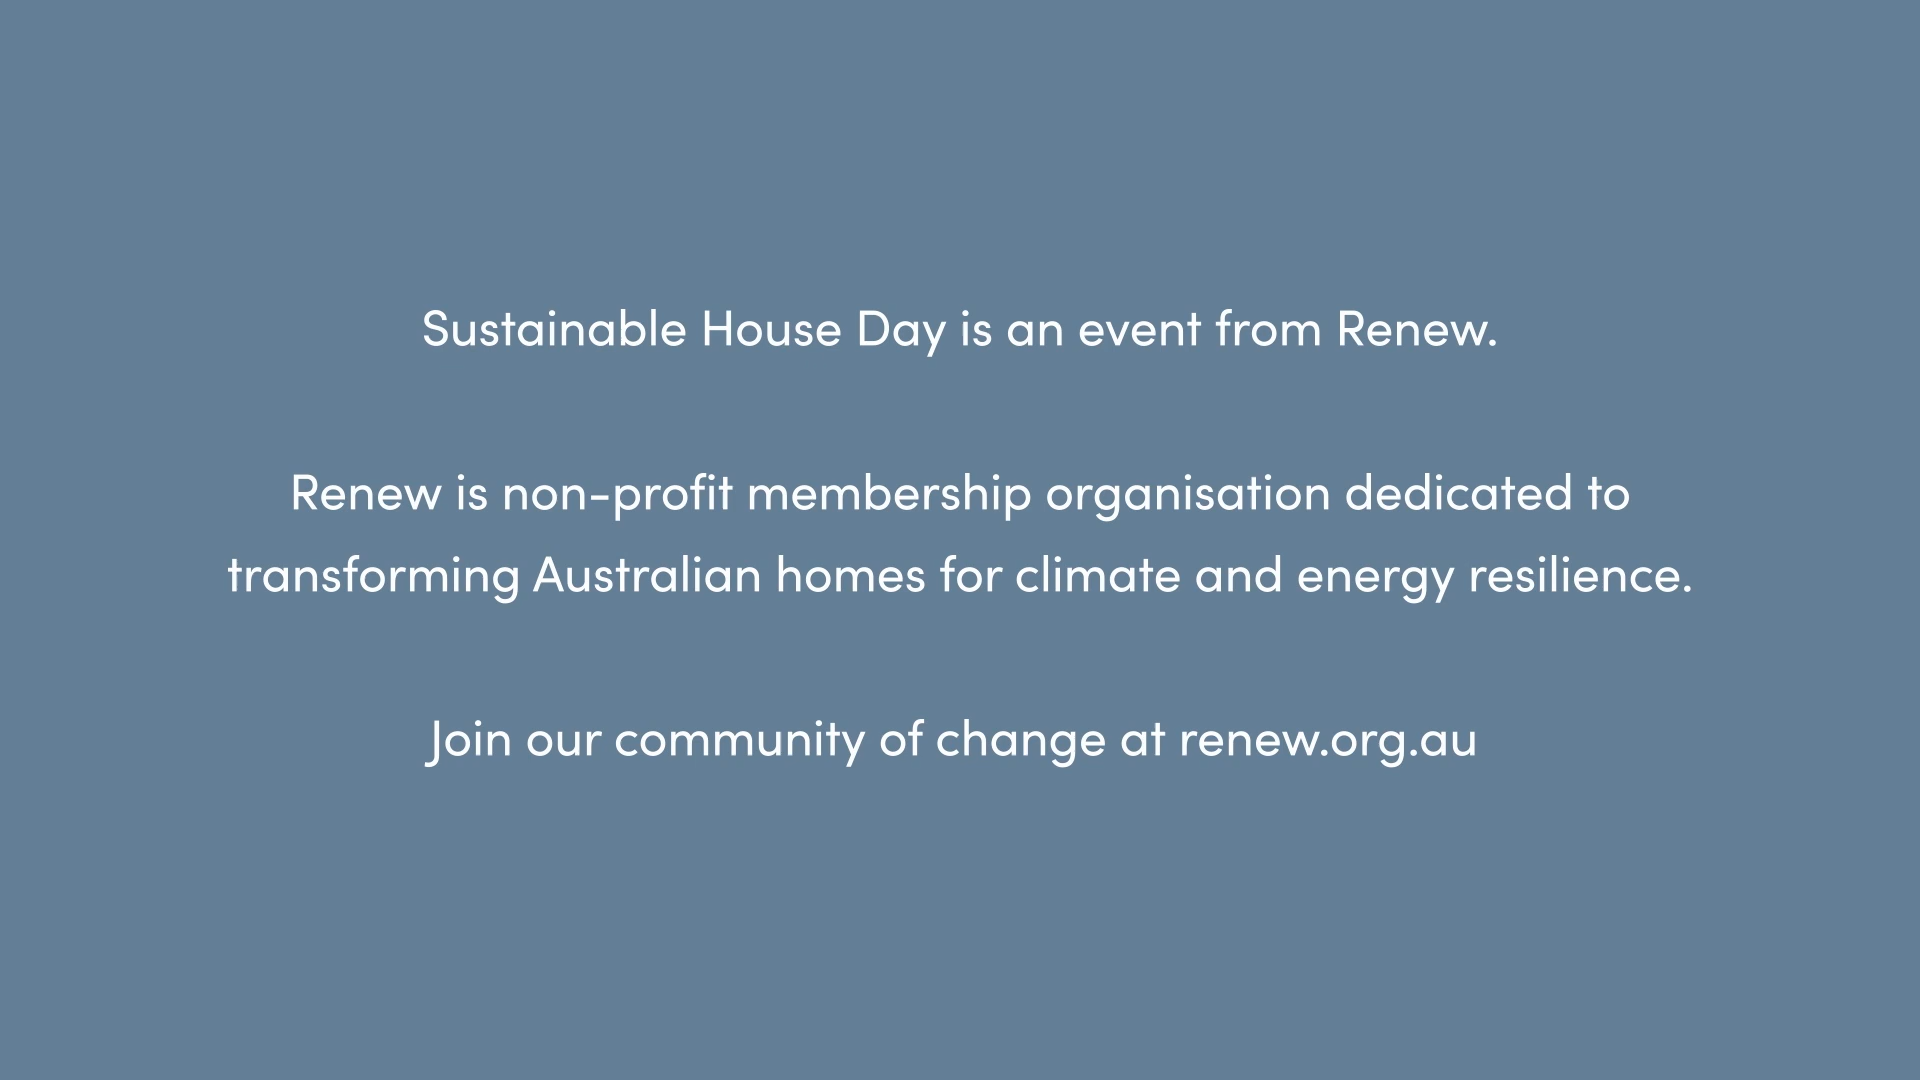 Sustainable House Day is an event from Renew.
Renew is non-profit membership organisation dedicated to
transforming Australian homes for climate and energy resilience.
Join our community of change at renew.org.au